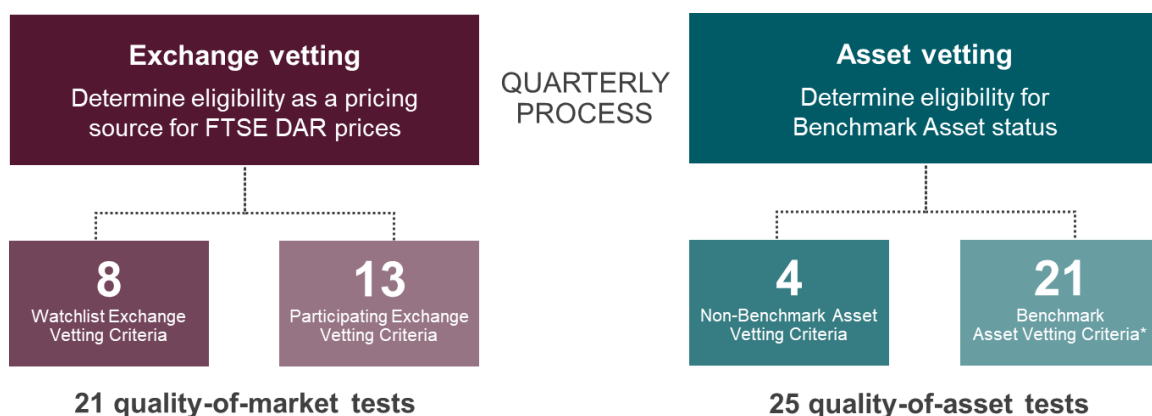 Exchange vetting
Determine eligibility as a pricing
source for FTSE DAR prices
QUARTERLY
PROCESS
Asset vetting
Determine eligibility for
Benchmark Asset status
8
Watchlist Exchange
Vetting Criteria
13
Participating Exchange
Vetting Criteria
4
Non-Benchmark Asset
Vetting Criteria
21
Benchmark
Asset Vetting Criteria*
21 quality-of-market tests
25 quality-of-asset tests